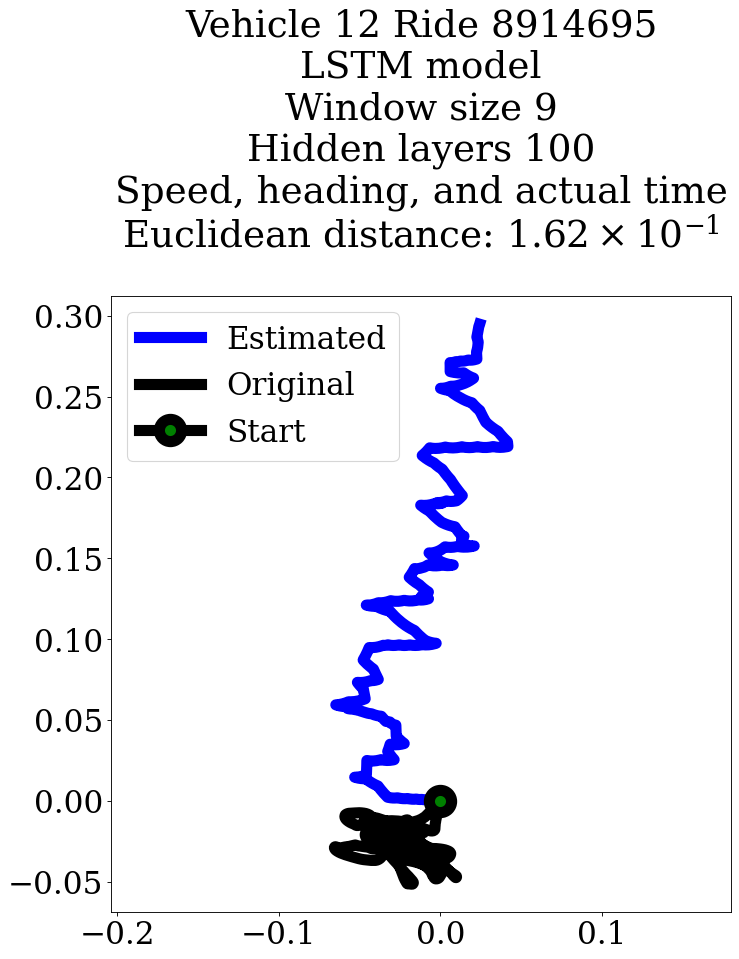 Vehicle 12 Ride 8914695
LSTM model
Window size 9
Hidden layers 100
Speed, heading, and actual time
Euclidean distance: 1.62 × 10⁻¹
Estimated
Original
Start
0.30
0.25
0.20
0.15
0.10
0.05
0.00
−0.05
−0.2 −0.1 0.0 0.1